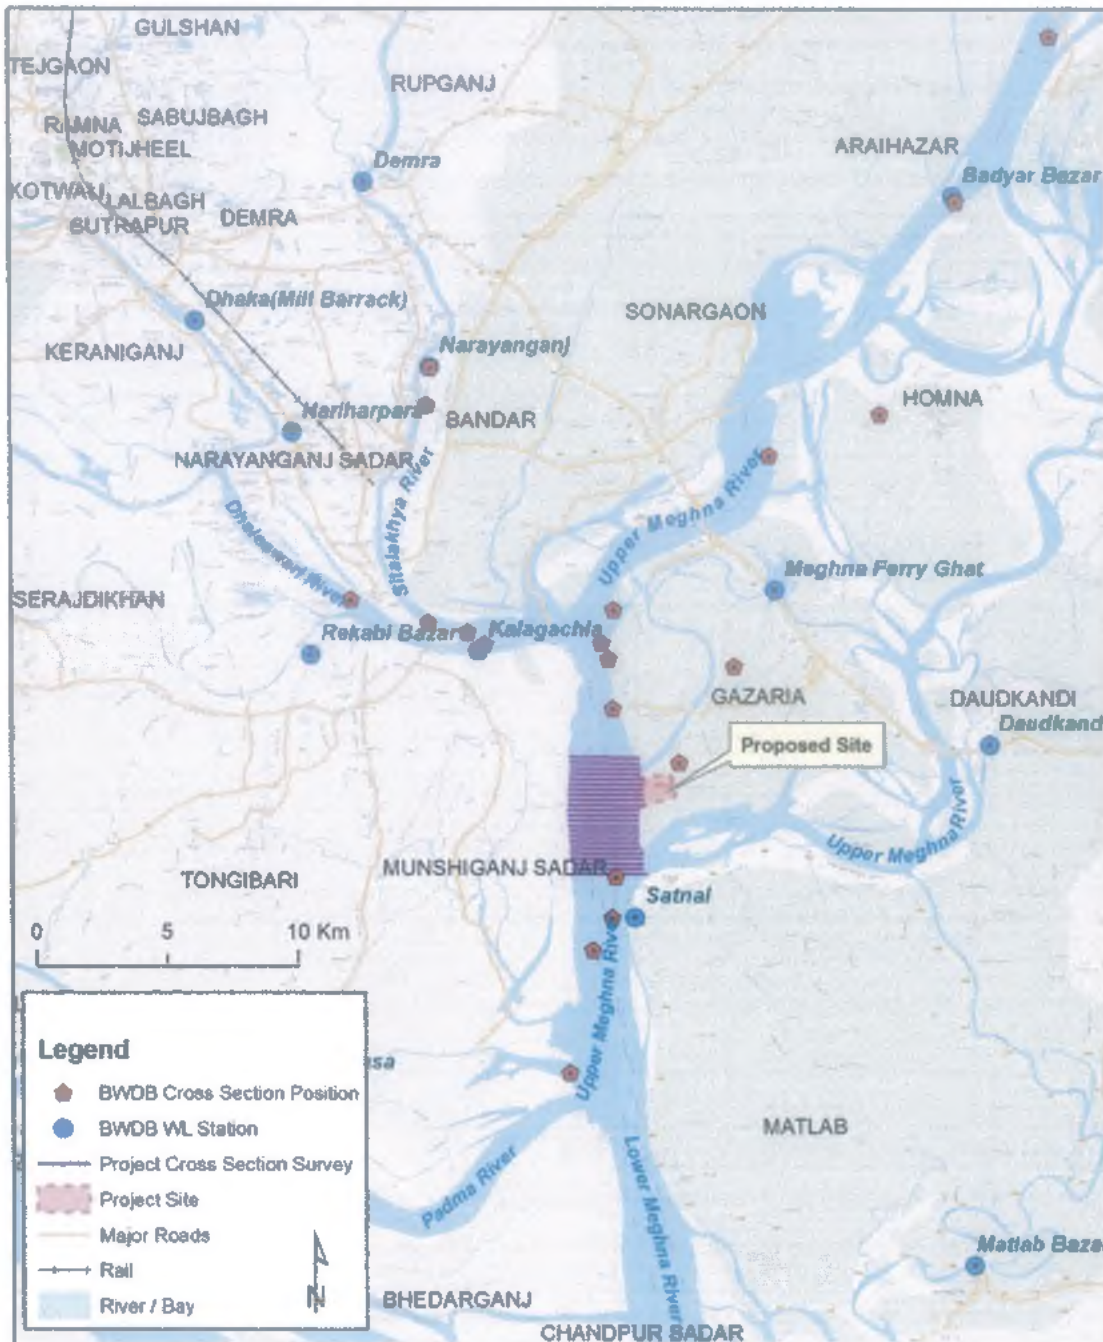 GULSHAN
TEJGAON
RUPGANJ
RAMNA
SABUJBAGH
MOTIJHEEL
ARAIHAZAR
Demra
Badyar Bazar
KOTWALI
LALBAGH
SUTRAPUR
DEMRA
Dhaka(Mill Barrack)
SONARGAON
KERANIGANJ
Narayanganj
HOMNA
Hariharpara
BANDAR
NARAYANGANJ SADAR
Sitalakhya River
Upper Meghna River
Dhaleswari River
Meghna Ferry Ghat
SERAJDIKHAN
Rekabi Bazar
Kalagachia
GAZARIA
DAUDKANDI
Daudkand
Proposed Site
Upper Meghna River
MUNSHIGANJ SADAR
TONGIBARI
Satnal
0 5 10 Km
Upper Meghna River
Legend
asa
BWDB Cross Section Position
BWDB WL Station
Project Cross Section Survey
Project Site
Major Roads
Rail
River / Bay
N
MATLAB
Padma River
Lower Meghna River
Matlab Baza
BHEDARGANJ
CHANDPUR SADAR